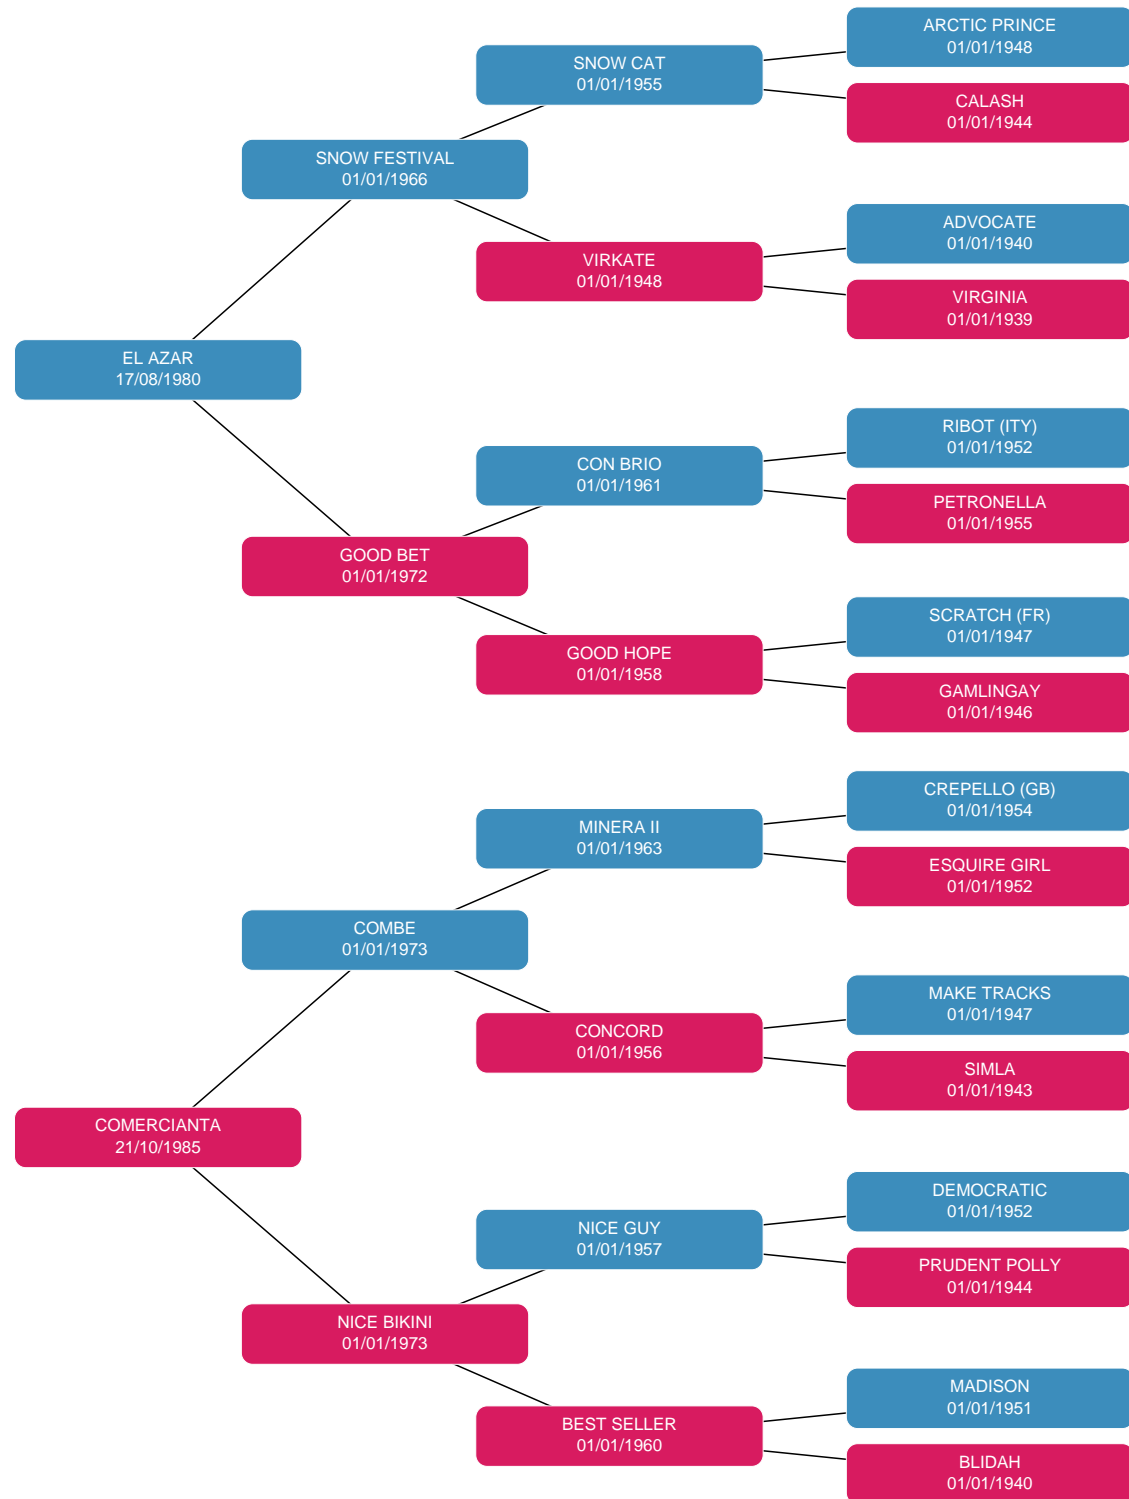 ARCTIC PRINCE
01/01/1948
SNOW CAT
01/01/1955
CALASH
01/01/1944
SNOW FESTIVAL
01/01/1966
ADVOCATE
01/01/1940
VIRKATE
01/01/1948
VIRGINIA
01/01/1939
EL AZAR
17/08/1980
RIBOT (ITY)
01/01/1952
CON BRIO
01/01/1961
PETRONELLA
01/01/1955
GOOD BET
01/01/1972
SCRATCH (FR)
01/01/1947
GOOD HOPE
01/01/1958
GAMLINGAY
01/01/1946
CREPELLO (GB)
01/01/1954
MINERA II
01/01/1963
ESQUIRE GIRL
01/01/1952
COMBE
01/01/1973
MAKE TRACKS
01/01/1947
CONCORD
01/01/1956
SIMLA
01/01/1943
COMERCIANTA
21/10/1985
DEMOCRATIC
01/01/1952
NICE GUY
01/01/1957
PRUDENT POLLY
01/01/1944
NICE BIKINI
01/01/1973
MADISON
01/01/1951
BEST SELLER
01/01/1960
BLIDAH
01/01/1940